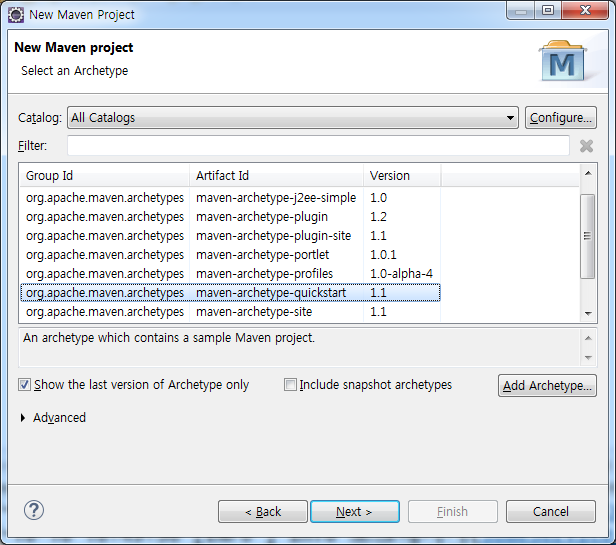 New Maven Project
New Maven project
Select an Archetype
M
Catalog: All Catalogs Configure...
Filter:
Group Id Artifact Id Version
org.apache.maven.archetypes maven-archetype-j2ee-simple 1.0
org.apache.maven.archetypes maven-archetype-plugin 1.2
org.apache.maven.archetypes maven-archetype-plugin-site 1.1
org.apache.maven.archetypes maven-archetype-portlet 1.0.1
org.apache.maven.archetypes maven-archetype-profiles 1.0-alpha-4
org.apache.maven.archetypes maven-archetype-quickstart 1.1
org.apache.maven.archetypes maven-archetype-site 1.1
An archetype which contains a sample Maven project.
Show the last version of Archetype only Include snapshot archetypes Add Archetype...
Advanced
? < Back Next > Finish Cancel